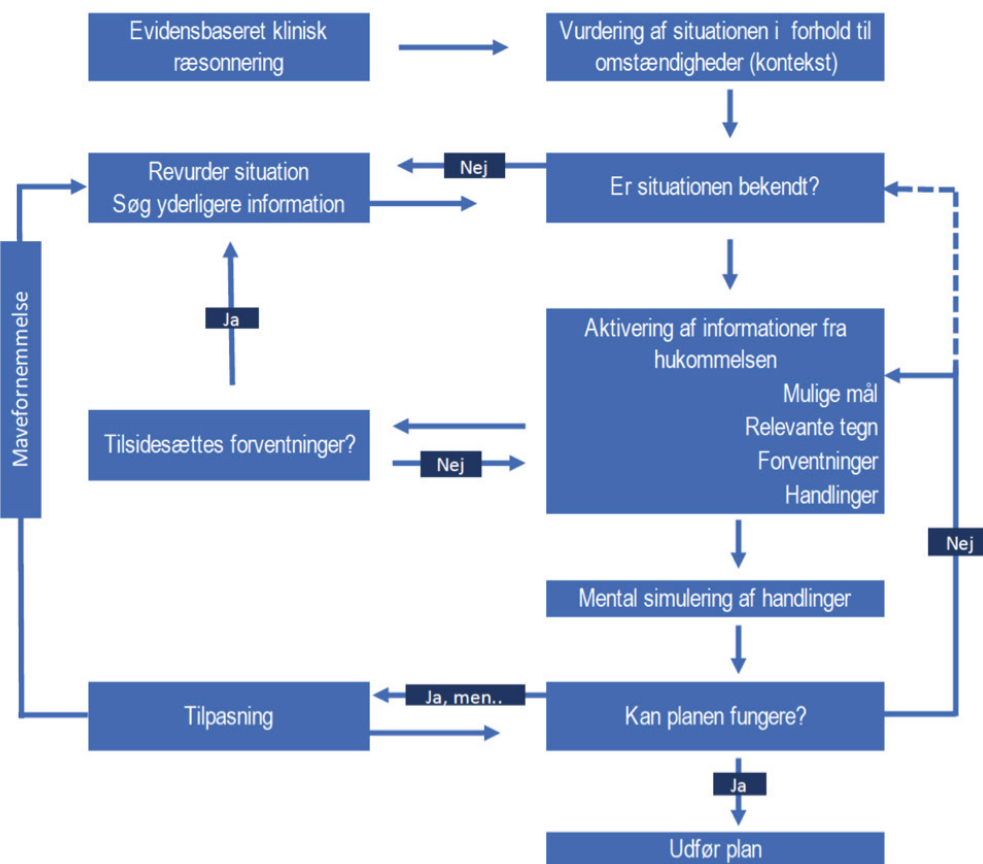 Evidensbaseret klinisk
ræsonnering
Vurdering af situationen i forhold til
omstændigheder (kontekst)
Revurder situation
Søg yderligere information
Nej
Er situationen bekendt?
Mavefornemmelse
Ja
Aktivering af informationer fra
hukommelsen
Mulige mål
Relevante tegn
Forventninger
Handlinger
Tilsidesættes forventninger?
Nej
Nej
Mental simulering af handlinger
Tilpasning
Ja, men..
Kan planen fungere?
Ja
Udfør plan